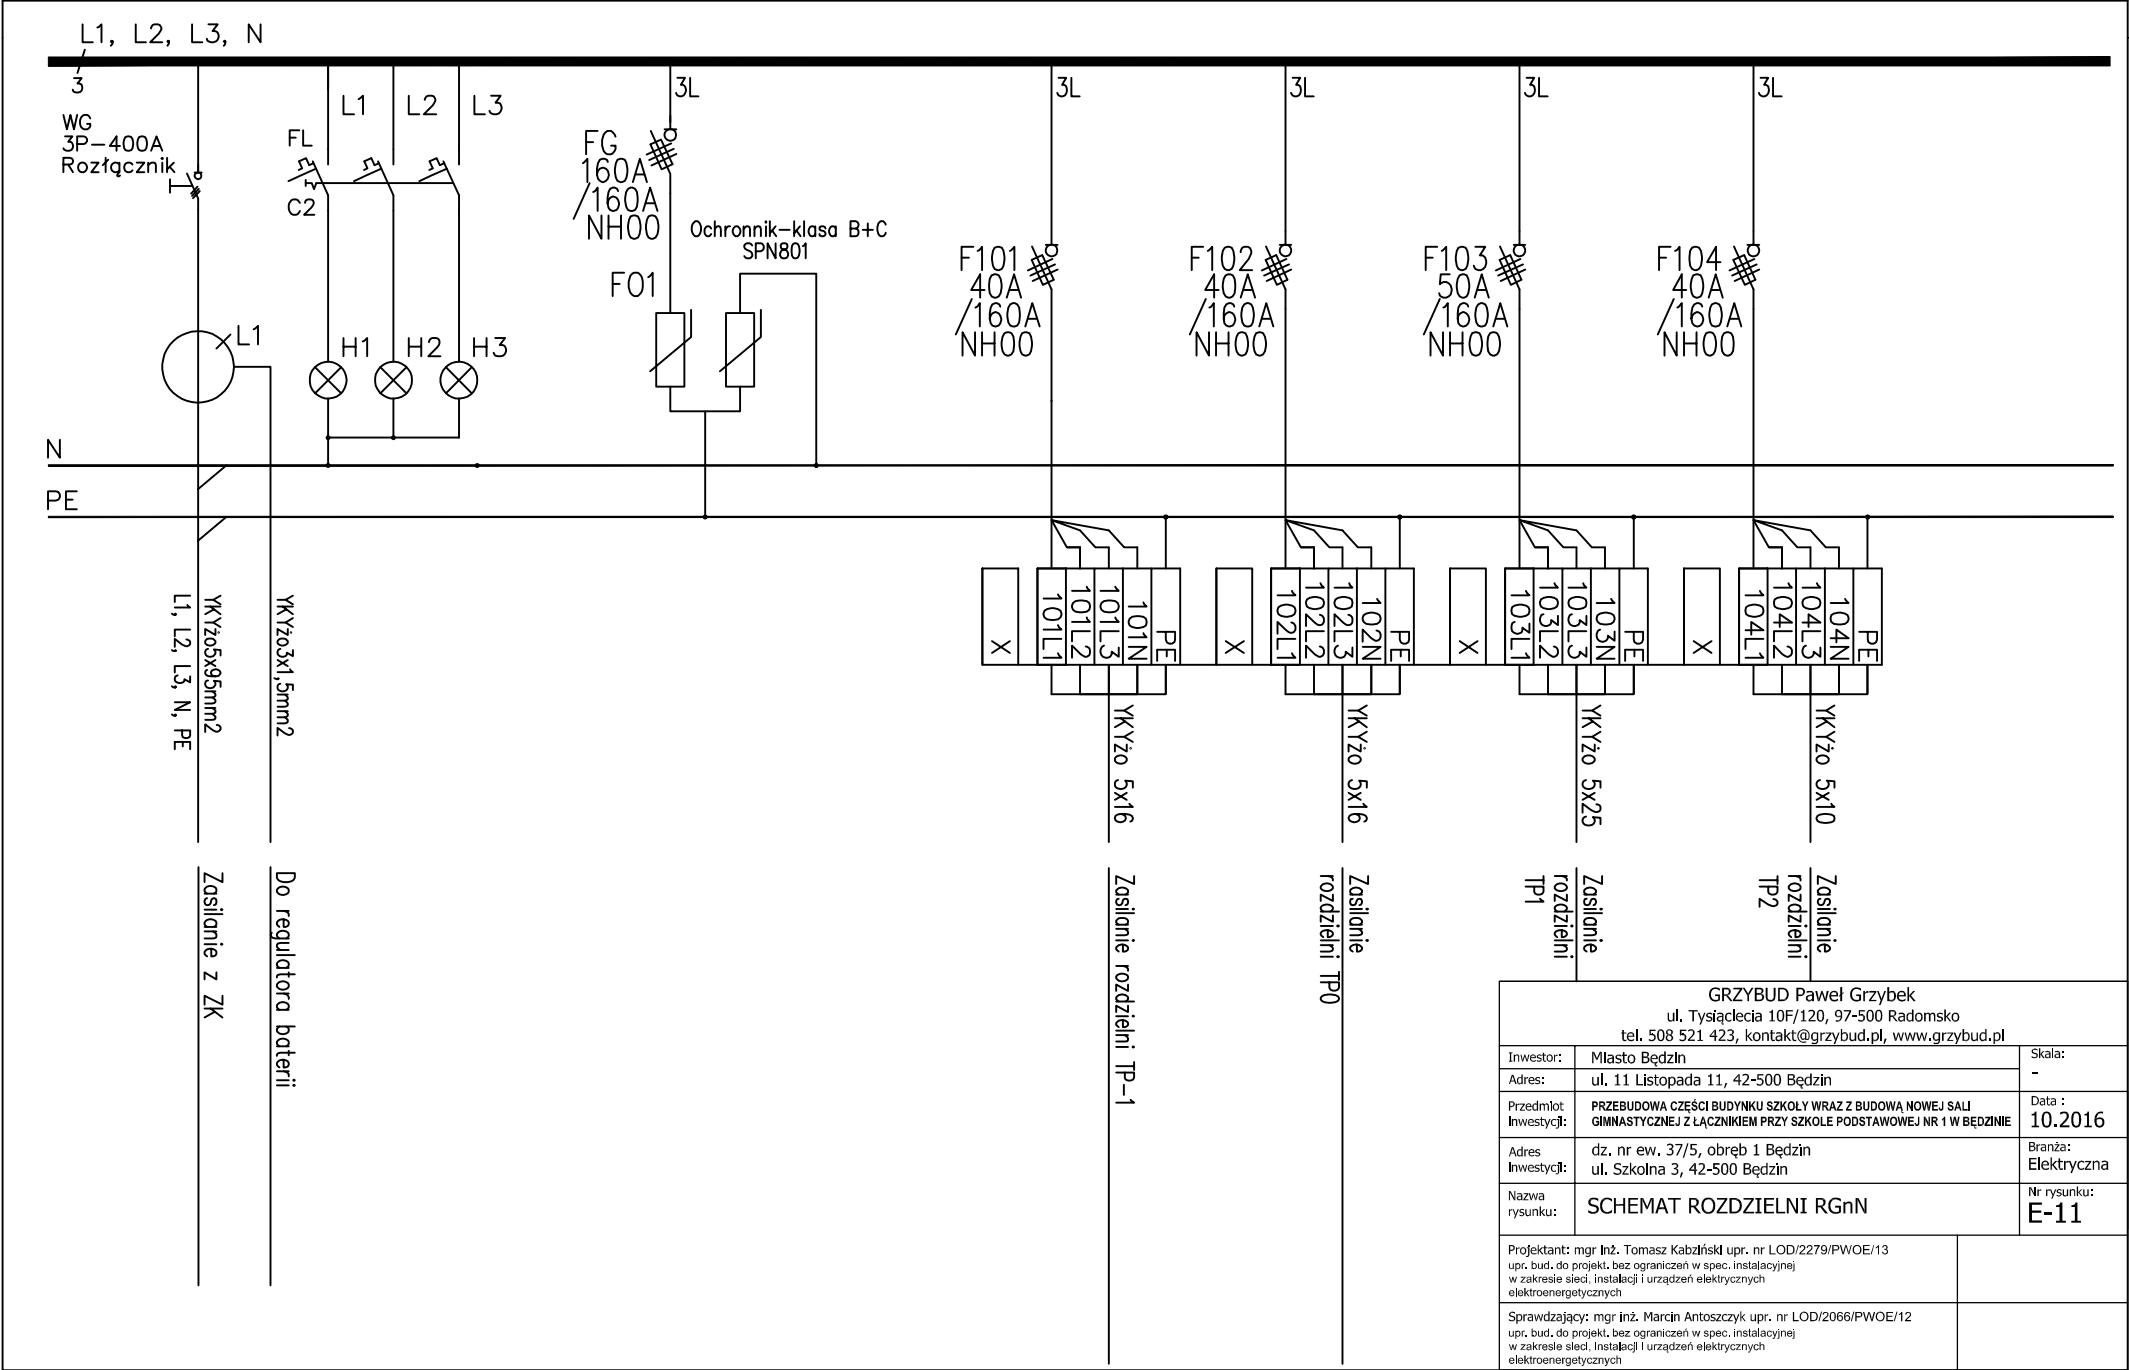 L1, L2, L3, N
3
WG
3P-400A
Rozłącznik
FL
C2
L1
L2
L3
L1
H1
H2
H3
3L
FG
160A
/160A
NH00
Ochronnik-klasa B+C
SPN801
FO1
3L
F101
40A
/160A
NH00
3L
F102
40A
/160A
NH00
3L
F103
50A
/160A
NH00
3L
F104
40A
/160A
NH00
N
PE
L1, L2, L3, N, PE
YKYżo5x95mm2
YKYżo3x1,5mm2
Zasilanie z ZK
Do regulatora baterii
X
101L1
101L2
101L3
101N
PE
YKYżo 5x16
Zasilanie rozdzielni TP-1
X
102L1
102L2
102L3
102N
PE
YKYżo 5x16
Zasilanie
rozdzielni TP0
X
103L1
103L2
103L3
103N
PE
YKYżo 5x25
Zasilanie
rozdzielni
TP1
X
104L1
104L2
104L3
104N
PE
YKYżo 5x10
Zasilanie
rozdzielni
TP2
GRZYBUD Paweł Grzybek
ul. Tysiąclecia 10F/120, 97-500 Radomsko
tel. 508 521 423, kontakt@grzybud.pl, www.grzybud.pl
Inwestor: Miasto Będzin
Skala:
-
Adres: ul. 11 Listopada 11, 42-500 Będzin
Przedmiot
inwestycji:
PRZEBUDOWA CZĘŚCI BUDYNKU SZKOŁY WRAZ Z BUDOWĄ NOWEJ SALI
GIMNASTYCZNEJ Z ŁĄCZNIKIEM PRZY SZKOLE PODSTAWOWEJ NR 1 W BĘDZINIE
Data :
10.2016
Adres
inwestycji:
dz. nr ew. 37/5, obręb 1 Będzin
ul. Szkolna 3, 42-500 Będzin
Branża:
Elektryczna
Nazwa
rysunku:
SCHEMAT ROZDZIELNI RGnN
Nr rysunku:
E-11
Projektant: mgr inż. Tomasz Kabziński upr. nr LOD/2279/PWOE/13
upr. bud. do projekt. bez ograniczeń w spec. instalacyjnej
w zakresie sieci, instalacji i urządzeń elektrycznych
elektroenergetycznych
Sprawdzający: mgr inż. Marcin Antoszczyk upr. nr LOD/2066/PWOE/12
upr. bud. do projekt. bez ograniczeń w spec. instalacyjnej
w zakresie sieci, instalacji i urządzeń elektrycznych
elektroenergetycznych